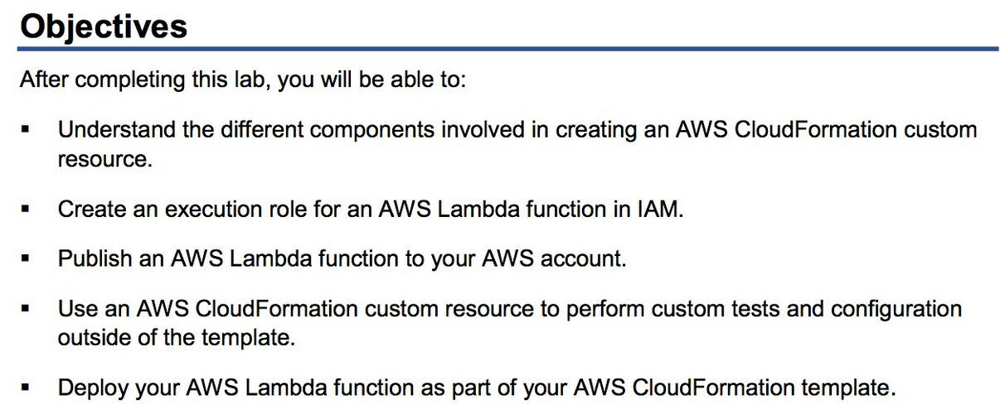 Objectives
After completing this lab, you will be able to:
▪ Understand the different components involved in creating an AWS CloudFormation custom
resource.
▪ Create an execution role for an AWS Lambda function in IAM.
▪ Publish an AWS Lambda function to your AWS account.
▪ Use an AWS CloudFormation custom resource to perform custom tests and configuration
outside of the template.
▪ Deploy your AWS Lambda function as part of your AWS CloudFormation template.